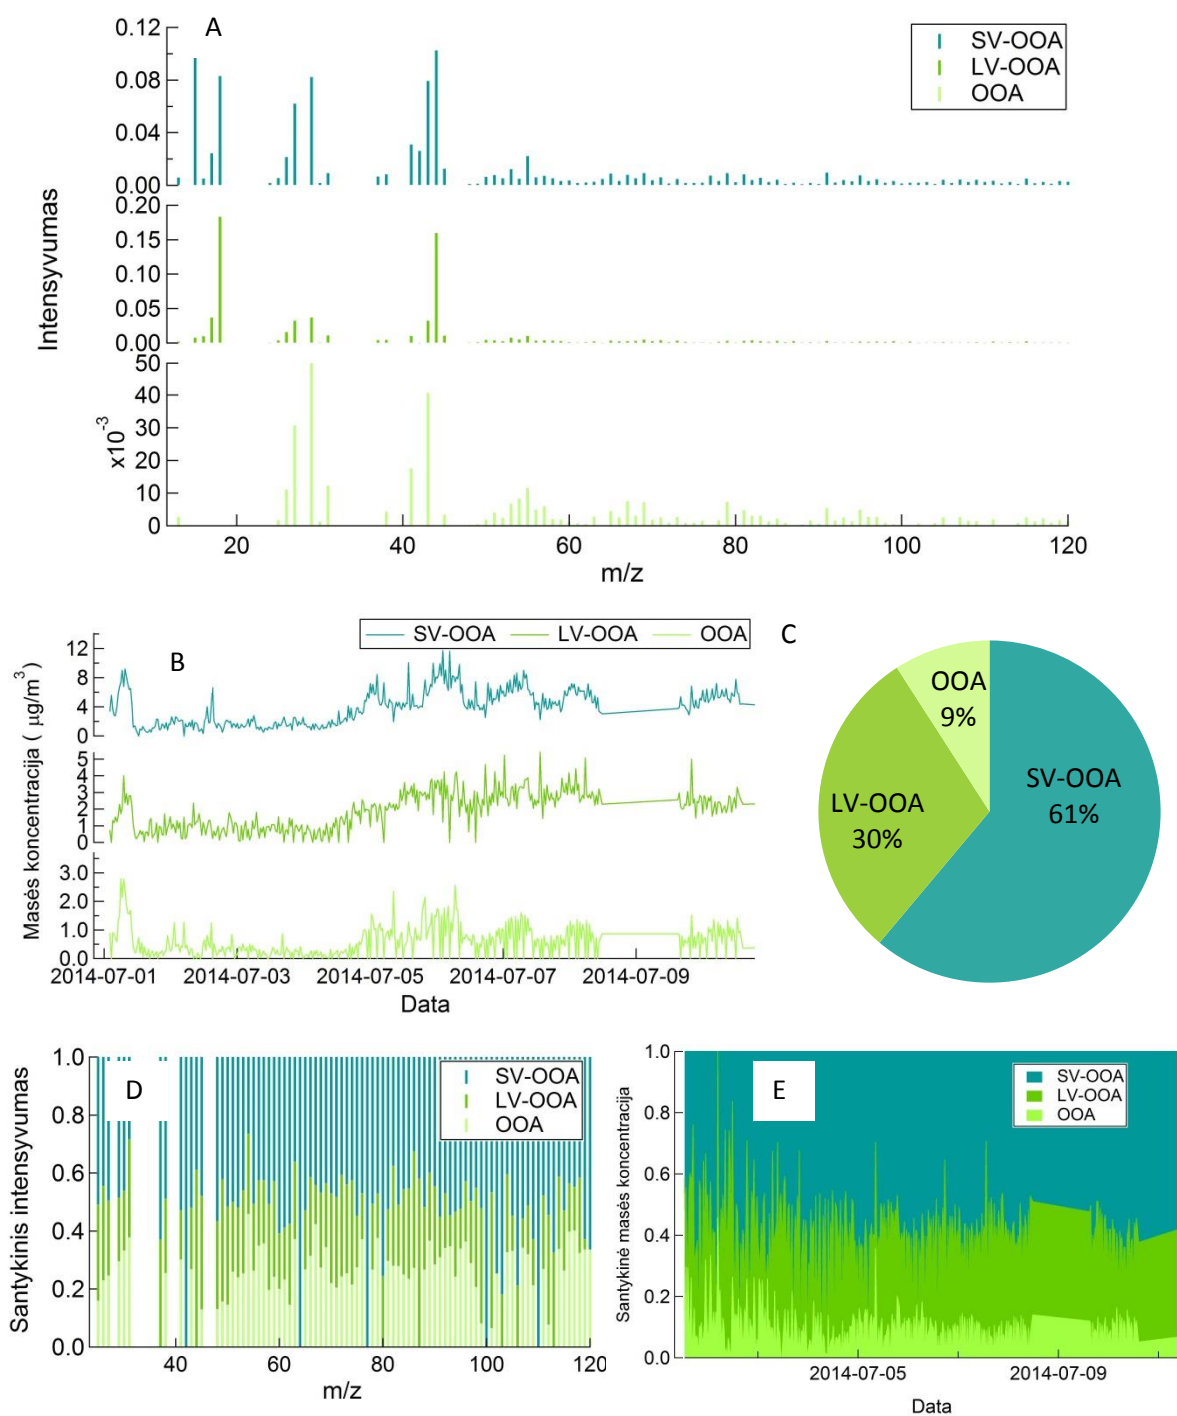 A
SV-OOA
LV-OOA
OOA
Intensyvumas
0.12
0.08
0.04
0.00
0.20
0.15
0.10
0.05
0.00
x10⁻³
50
40
30
20
10
0
20 40 60 80 100 120
m/z
B
SV-OOA LV-OOA OOA
Masės koncentracija ( µg/m³)
12
8
4
0
5
4
3
2
1
0
3.0
2.0
1.0
0.0
2014-07-01 2014-07-03 2014-07-05 2014-07-07 2014-07-09
Data
C
OOA
9%
SV-OOA
61%
LV-OOA
30%
D
SV-OOA
LV-OOA
OOA
Santykinis intensyvumas
1.0
0.8
0.6
0.4
0.2
0.0
40 60 80 100 120
m/z
E
SV-OOA
LV-OOA
OOA
Santykinė masės koncentracija
1.0
0.8
0.6
0.4
0.2
0.0
2014-07-05 2014-07-09
Data